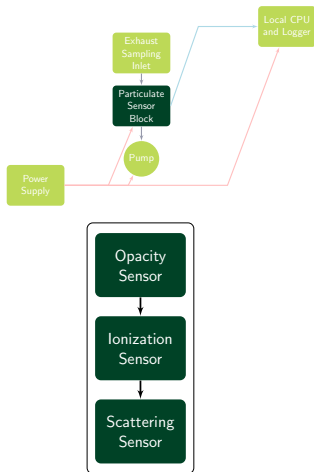 Exhaust
Sampling
Inlet
Local CPU
and Logger
Particulate
Sensor
Block
Pump
Power
Supply
Opacity
Sensor
Ionization
Sensor
Scattering
Sensor